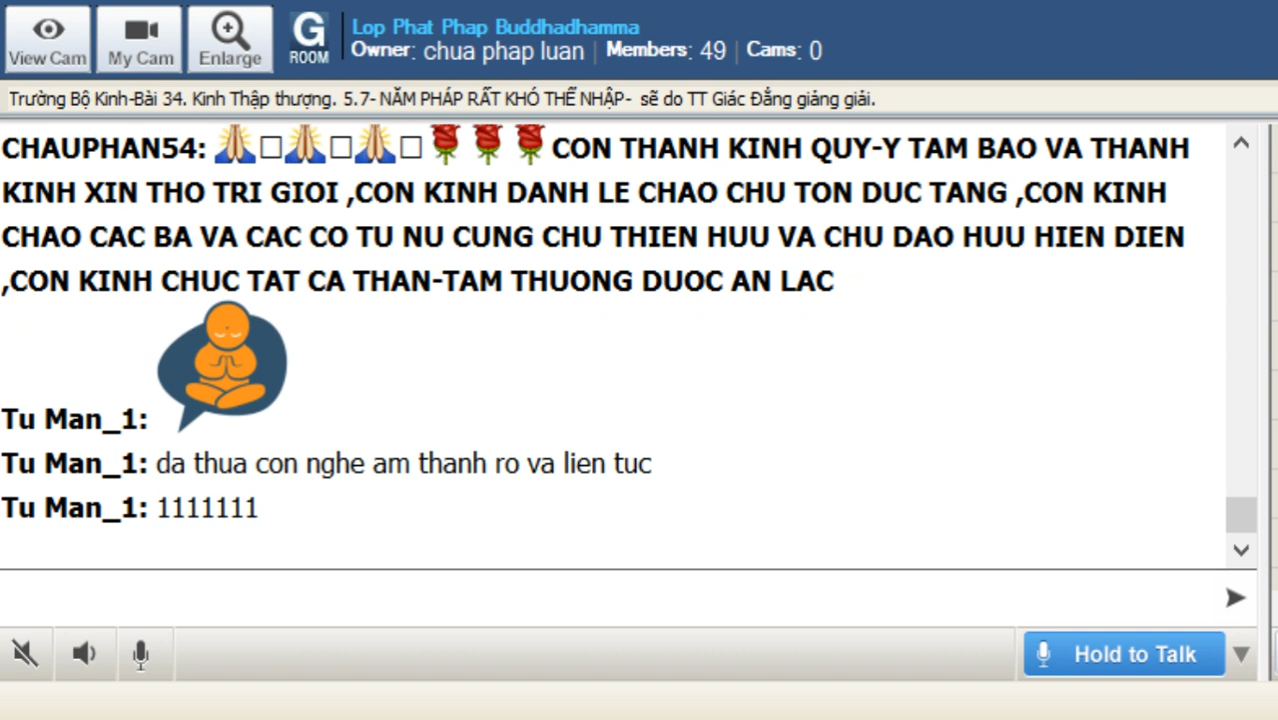 View Cam
My Cam
Enlarge
G
ROOM
Lop Phat Phap Buddhadhamma
Owner: chua phap luan | Members: 49 | Cams: 0
Trường Bộ Kinh-Bài 34. Kinh Thập thượng. 5.7- NĂM PHÁP RẤT KHÓ THỂ NHẬP- sẽ do TT Giác Đẳng giảng giải.
CHAUPHAN54: 🙏□🙏□🙏□🌹🌹🌹CON THANH KINH QUY-Y TAM BAO VA THANH
KINH XIN THO TRI GIOI ,CON KINH DANH LE CHAO CHU TON DUC TANG ,CON KINH
CHAO CAC BA VA CAC CO TU NU CUNG CHU THIEN HUU VA CHU DAO HUU HIEN DIEN
,CON KINH CHUC TAT CA THAN-TAM THUONG DUOC AN LAC
Tu Man_1:
Tu Man_1: da thua con nghe am thanh ro va lien tuc
Tu Man_1: 1111111
Hold to Talk